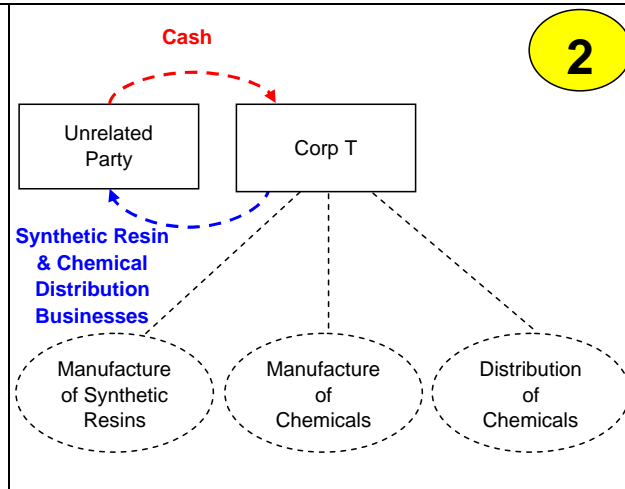 Cash
2
Unrelated
Party
Corp T
Synthetic Resin
& Chemical
Distribution
Businesses
Manufacture
of Synthetic
Resins
Manufacture
of
Chemicals
Distribution
of
Chemicals